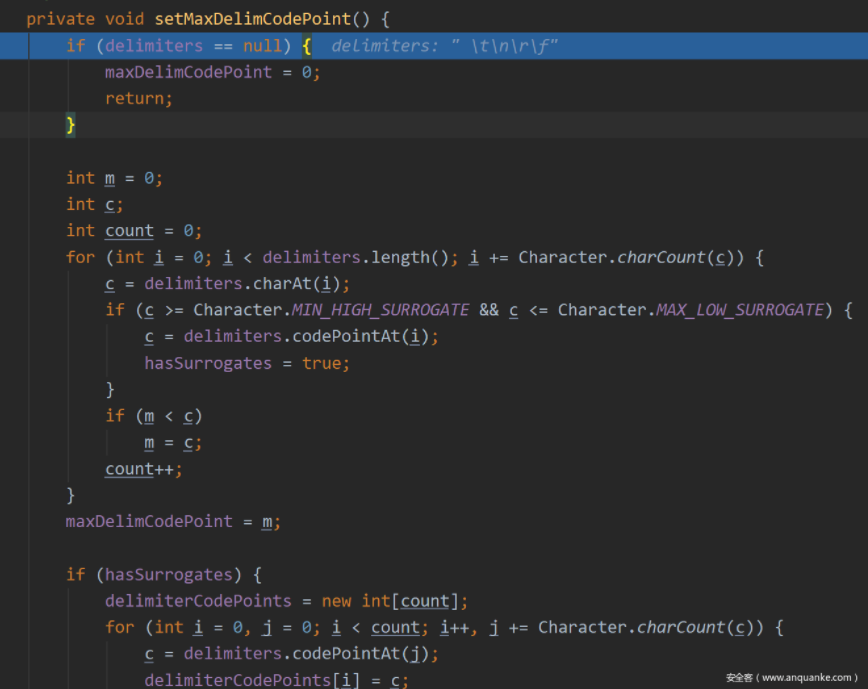 private void setMaxDelimCodePoint() {
if (delimiters == null) { delimiters: " \t\n\r\f"
maxDelimCodePoint = 0;
return;
}
int m = 0;
int c;
int count = 0;
for (int i = 0; i < delimiters.length(); i += Character.charCount(c)) {
c = delimiters.charAt(i);
if (c >= Character.MIN_HIGH_SURROGATE && c <= Character.MAX_LOW_SURROGATE) {
c = delimiters.codePointAt(i);
hasSurrogates = true;
}
if (m < c)
m = c;
count++;
}
maxDelimCodePoint = m;
if (hasSurrogates) {
delimiterCodePoints = new int[count];
for (int i = 0, j = 0; i < count; i++, j += Character.charCount(c)) {
c = delimiters.codePointAt(j);
delimiterCodePoints[i] = c;
安全客（www.anquanke.com）